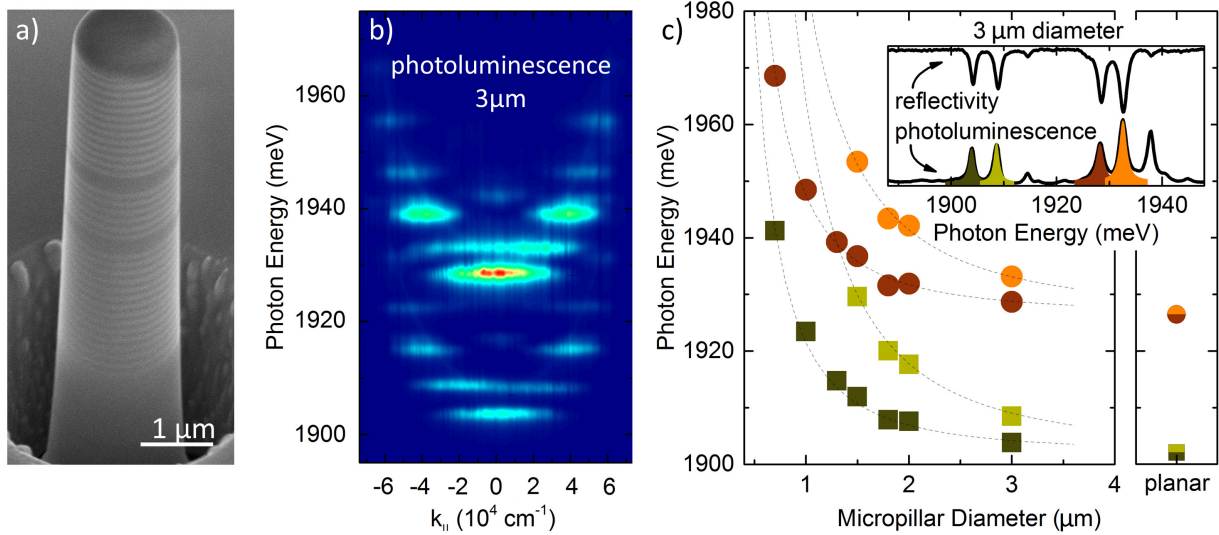 a)
1 μm
b)
photoluminescence
3μm
Photon Energy (meV)
1960
1940
1920
1900
-6 -4 -2 0 2 4 6
k|| (10⁴ cm⁻¹)
c)
Photon Energy (meV)
1980
1960
1940
1920
1900
3 μm diameter
reflectivity
photoluminescence
1900 1920 1940
Photon Energy (meV)
1 2 3 4
planar
Micropillar Diameter (μm)